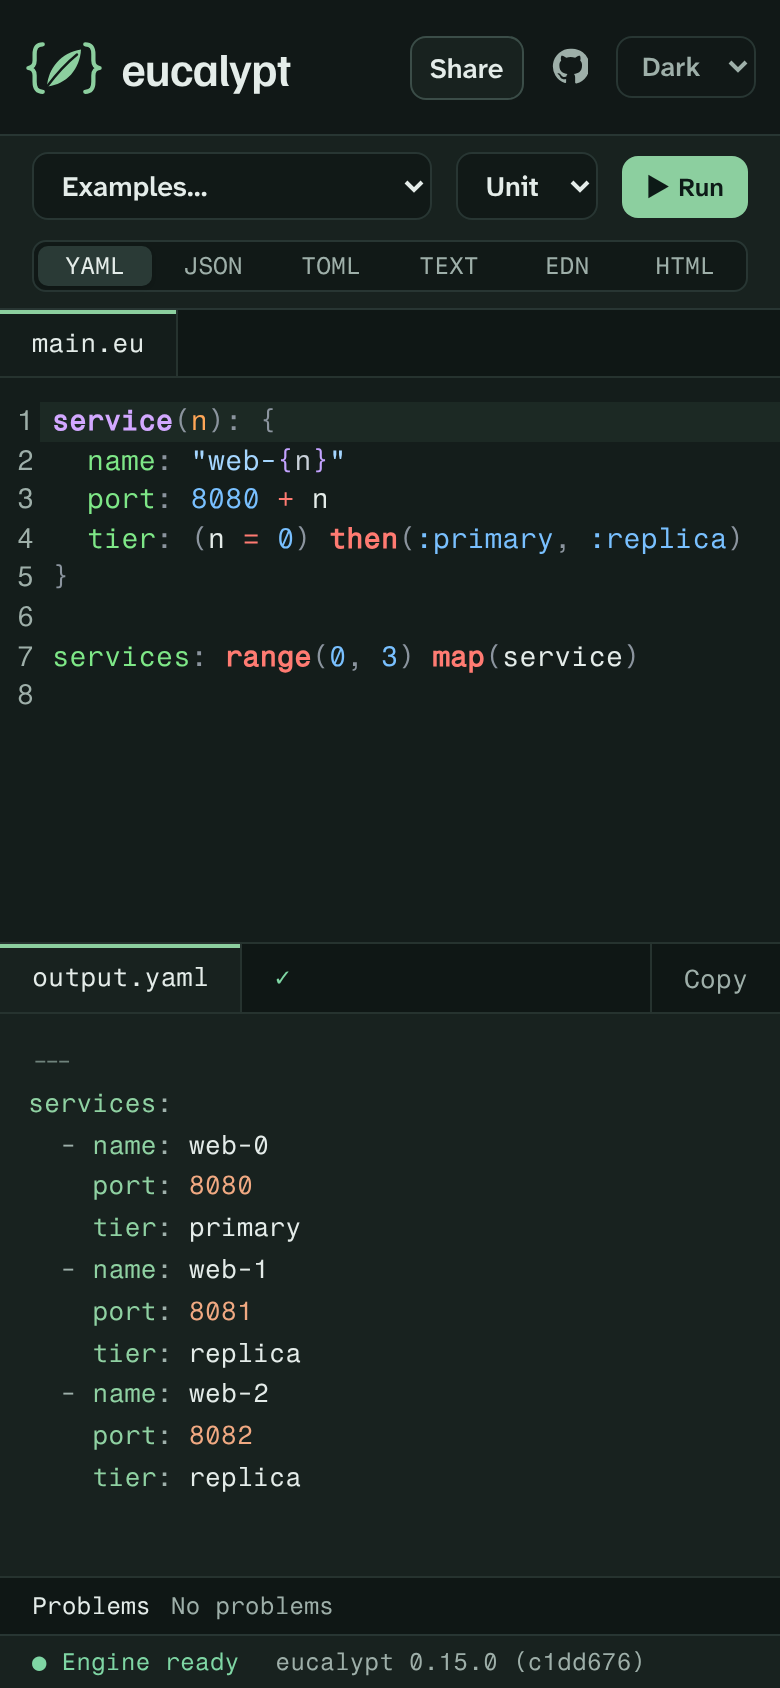 { } eucalypt Share Dark
Examples... Unit ▶ Run
YAML JSON TOML TEXT EDN HTML
main.eu
1 service(n): {
2   name: "web-{n}"
3   port: 8080 + n
4   tier: (n = 0) then(:primary, :replica)
5 }
6
7 services: range(0, 3) map(service)
8
output.yaml ✓ Copy
---
services:
  - name: web-0
    port: 8080
    tier: primary
  - name: web-1
    port: 8081
    tier: replica
  - name: web-2
    port: 8082
    tier: replica
Problems No problems
● Engine ready eucalypt 0.15.0 (c1dd676)